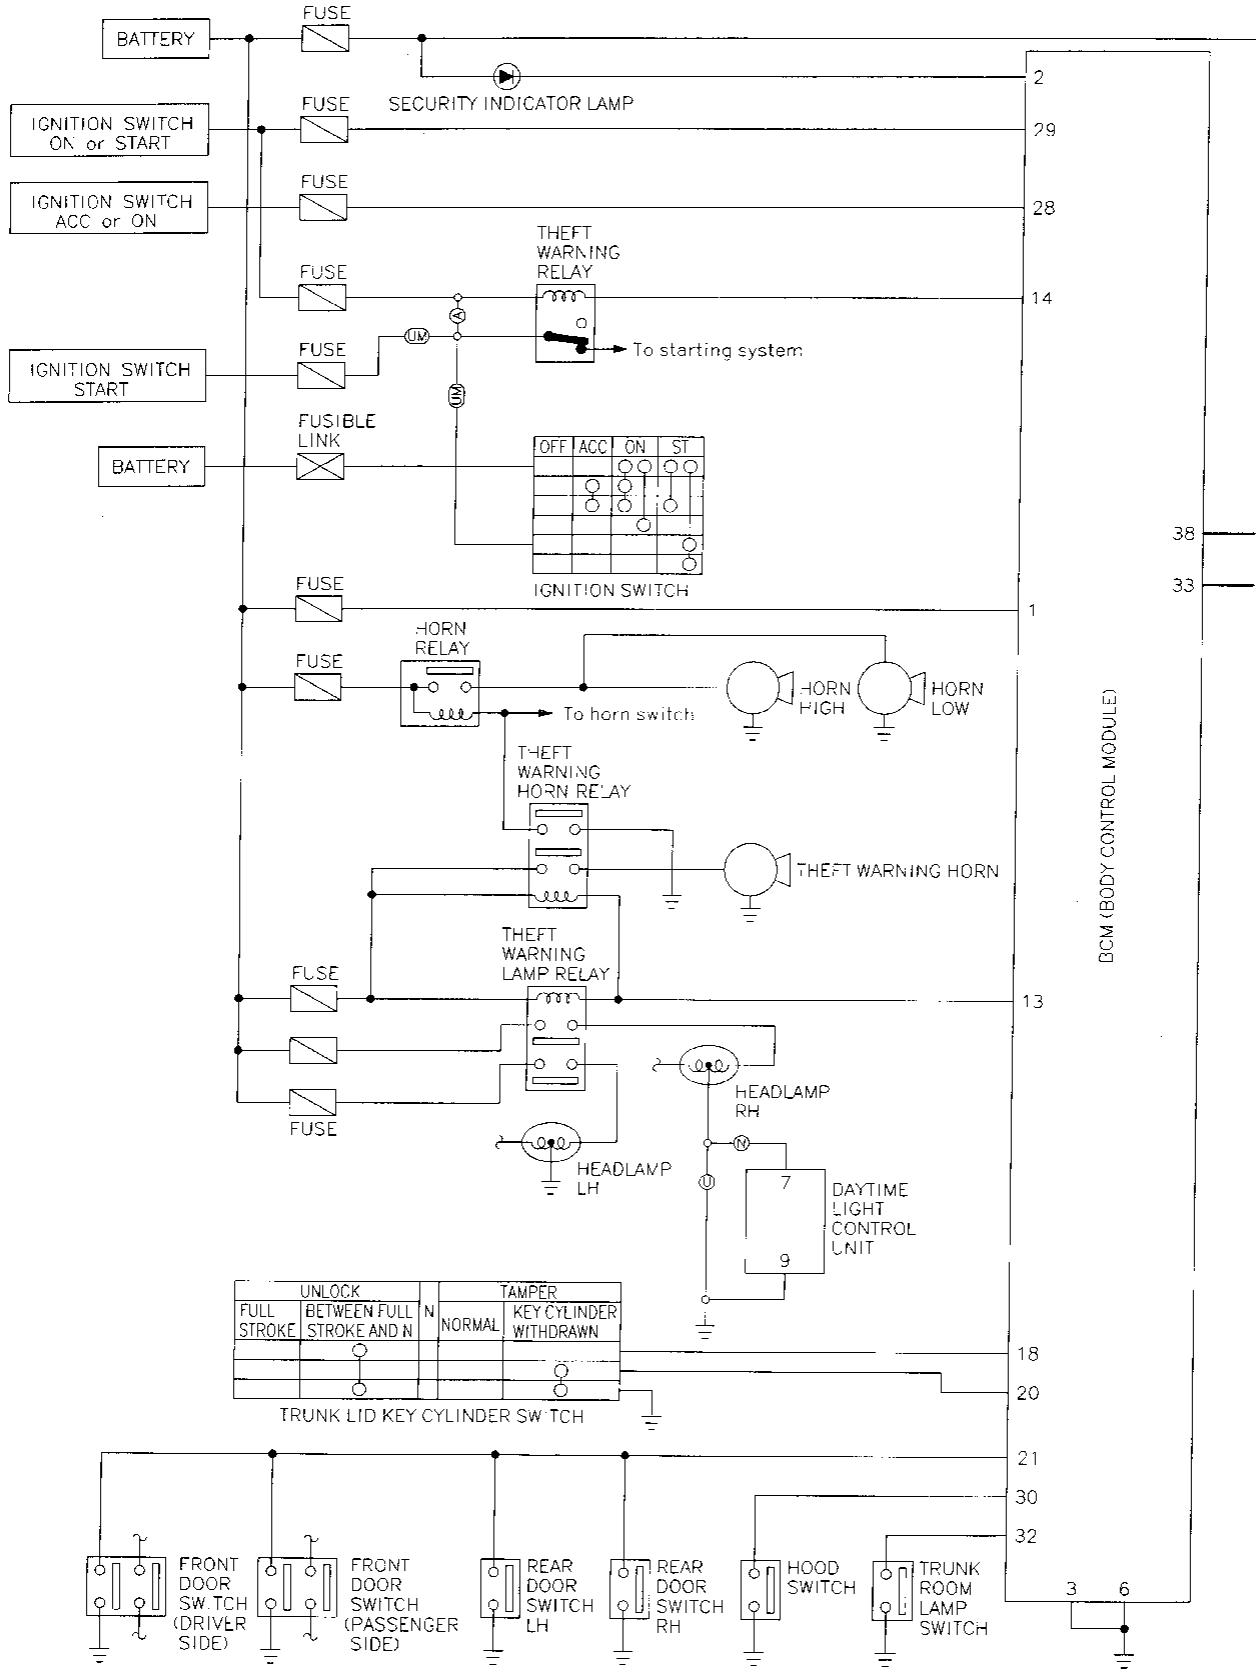 FUSE
BATTERY
2
SECURITY INDICATOR LAMP
FUSE
IGNITION SWITCH
ON or START
29
FUSE
IGNITION SWITCH
ACC or ON
28
THEFT
WARNING
RELAY
FUSE
14
A
UM
To starting system
FUSE
IGNITION SWITCH
START
UM
FUSIBLE
LINK
BATTERY
OFF ACC ON ST
IGNITION SWITCH
38
33
FUSE
1
HORN
RELAY
FUSE
HORN
HIGH
HORN
LOW
To horn switch
THEFT
WARNING
HORN RELAY
THEFT WARNING HORN
BCM (BODY CONTROL MODULE)
THEFT
WARNING
LAMP RELAY
FUSE
13
HEADLAMP
RH
FUSE
N
HEADLAMP
LH
U
7
9
DAYTIME
LIGHT
CONTROL
UNIT
UNLOCK N TAMPER
FULL
STROKE
BETWEEN FULL
STROKE AND N
NORMAL
KEY CYLINDER
WITHDRAWN
18
20
TRUNK LID KEY CYLINDER SWITCH
21
30
32
FRONT
DOOR
SWITCH
(DRIVER
SIDE)
FRONT
DOOR
SWITCH
(PASSENGER
SIDE)
REAR
DOOR
SWITCH
LH
REAR
DOOR
SWITCH
RH
HOOD
SWITCH
TRUNK
ROOM
LAMP
SWITCH
3 6